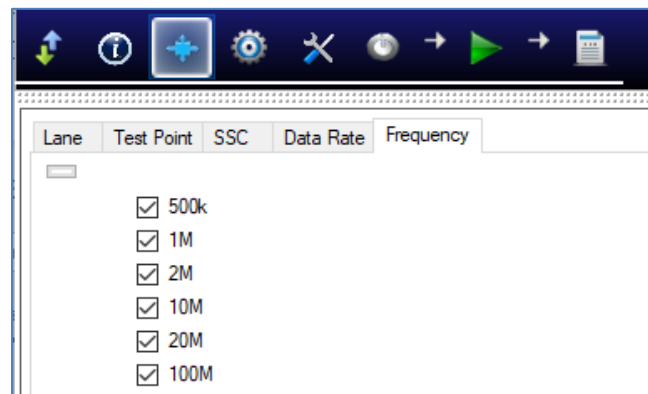 Lane Test Point SSC Data Rate Frequency
500k
1M
2M
10M
20M
100M